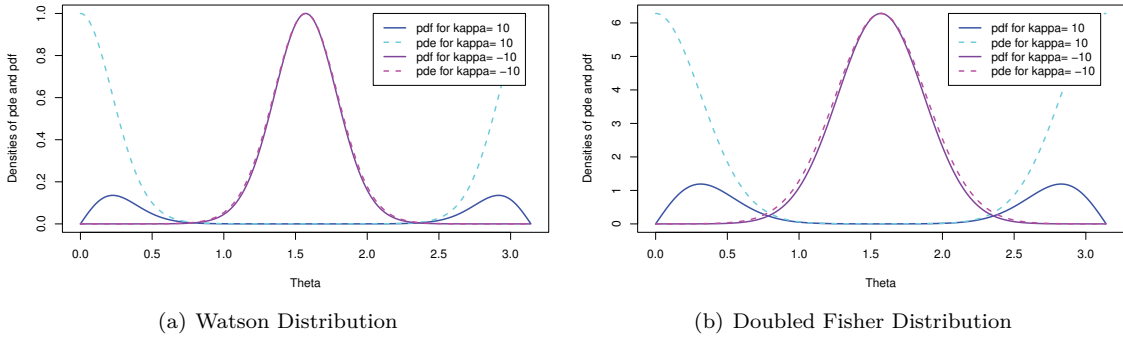 Densities of pde and pdf
0.0 0.2 0.4 0.6 0.8 1.0
pdf for kappa= 10
pde for kappa= 10
pdf for kappa= −10
pde for kappa= −10
0.0 0.5 1.0 1.5 2.0 2.5 3.0
Theta
(a) Watson Distribution
Densities of pde and pdf
0 1 2 3 4 5 6
pdf for kappa= 10
pde for kappa= 10
pdf for kappa= −10
pde for kappa= −10
0.0 0.5 1.0 1.5 2.0 2.5 3.0
Theta
(b) Doubled Fisher Distribution